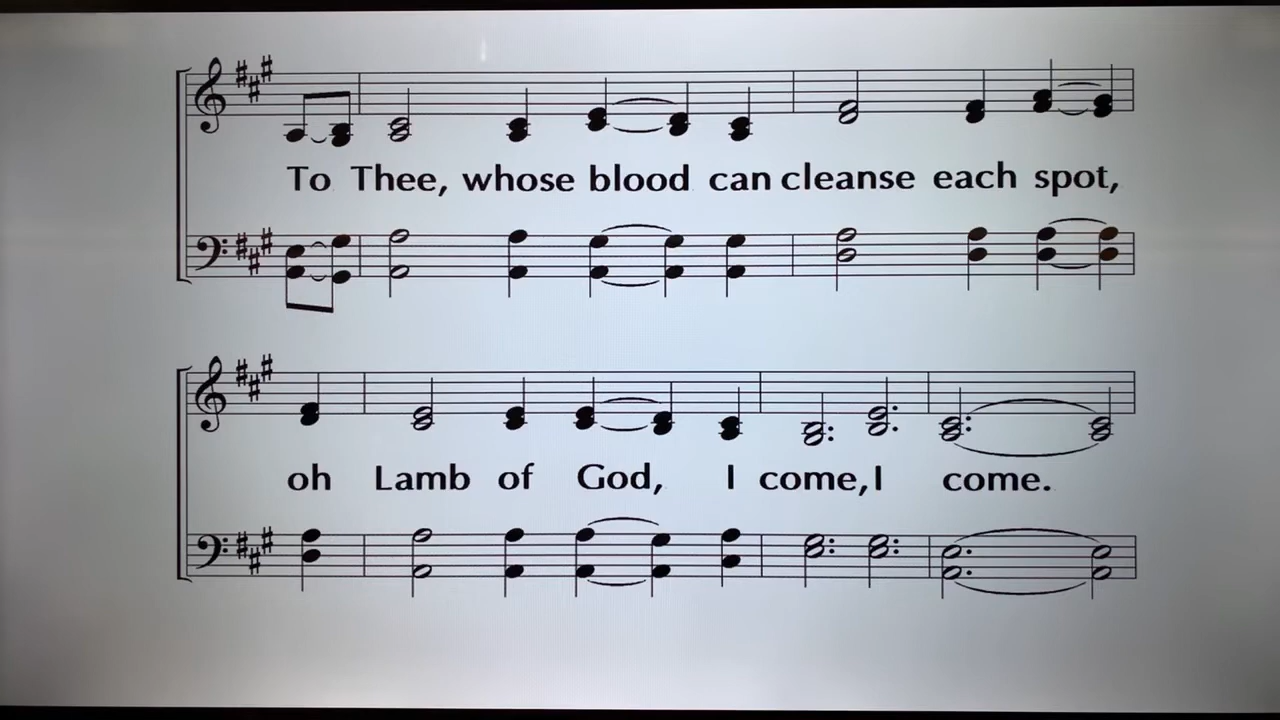 To Thee, whose blood can cleanse each spot,
oh Lamb of God, I come, I come.